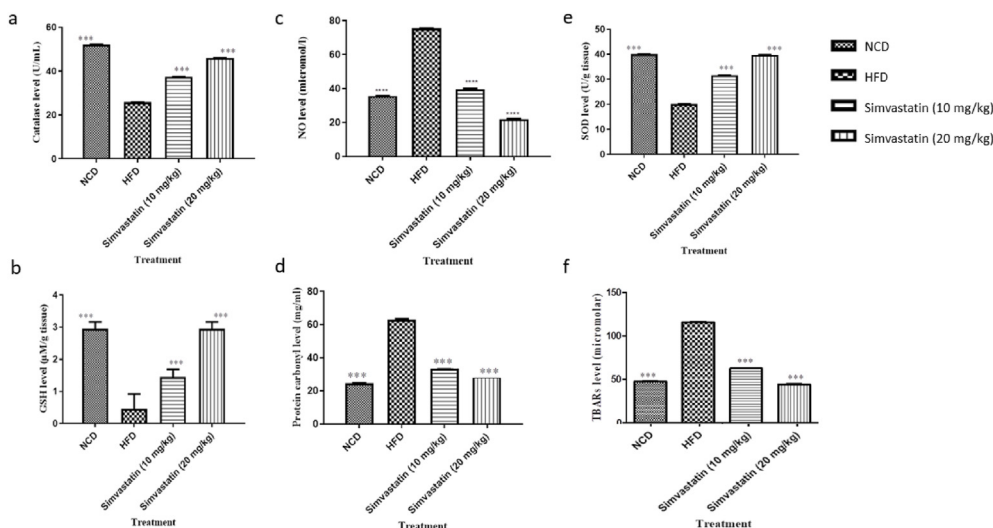 a
Catalase level (U/mL)
60
40
20
0
***
***
***
NCD
HFD
Simvastatin (10 mg/kg)
Simvastatin (20 mg/kg)
Treatment
c
NO level (micromol/l)
80
60
40
20
0
****
****
****
NCD
HFD
Simvastatin (10 mg/kg)
Simvastatin (20 mg/kg)
Treatment
e
SOD level (U/g tissue)
50
40
30
20
10
0
***
***
***
NCD
HFD
Simvastatin (10 mg/kg)
Simvastatin (20 mg/kg)
Treatment
NCD
HFD
Simvastatin (10 mg/kg)
Simvastatin (20 mg/kg)
b
GSH level (µM/g tissue)
4
3
2
1
0
***
***
***
NCD
HFD
Simvastatin (10 mg/kg)
Simvastatin (20 mg/kg)
Treatment
d
Protein carbonyl level (mg/ml)
80
60
40
20
0
***
***
***
NCD
HFD
Simvastatin (10 mg/kg)
Simvastatin (20 mg/kg)
Treatment
f
TBARs level (micromolar)
150
100
50
0
***
***
***
NCD
HFD
Simvastatin (10 mg/kg)
Simvastatin (20 mg/kg)
Treatment